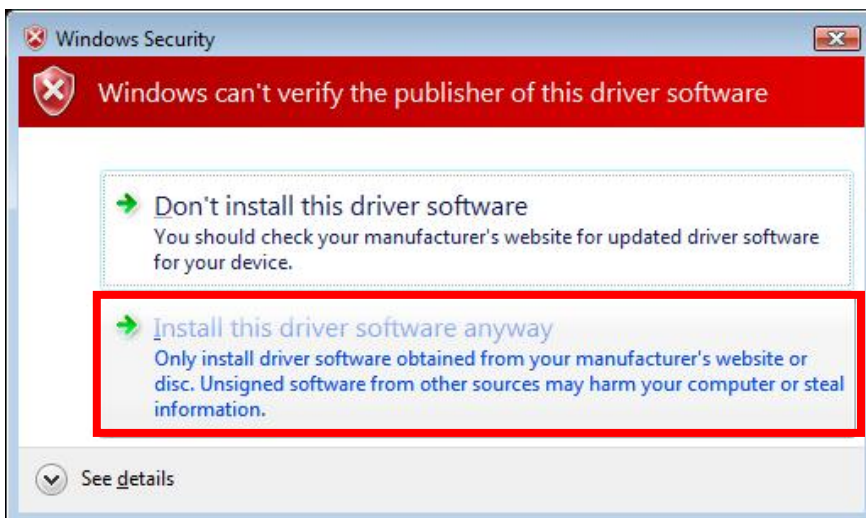 Windows Security
Windows can't verify the publisher of this driver software
Don't install this driver software
You should check your manufacturer's website for updated driver software
for your device.
Install this driver software anyway
Only install driver software obtained from your manufacturer's website or
disc. Unsigned software from other sources may harm your computer or steal
information.
See details